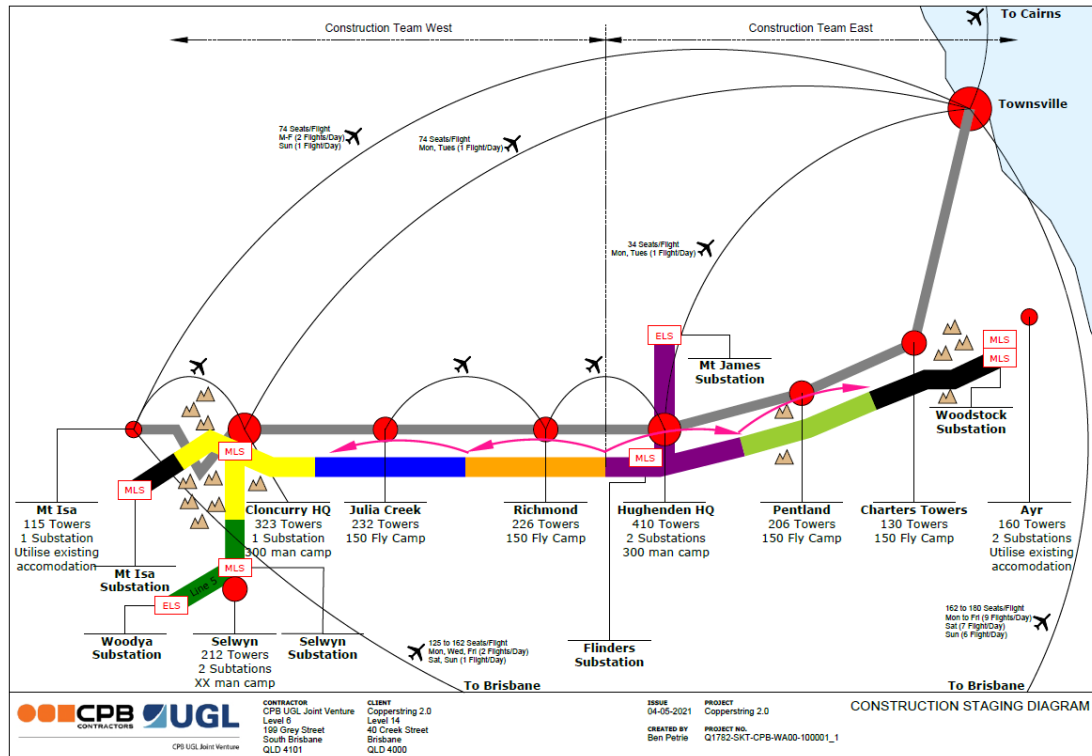 Construction Team West
Construction Team East
To Cairns
Townsville
74 Seats/Flight
M-F (2 Flights/Day)
Sun (1 Flight/Day)
74 Seats/Flight
Mon, Tues (1 Flight/Day)
34 Seats/Flight
Mon, Tues (1 Flight/Day)
ELS
Mt James
Substation
MLS
MLS
Woodstock
Substation
MLS
MLS
MLS
Mt Isa
115 Towers
1 Substation
Utilise existing
accomodation
Mt Isa
Substation
Cloncurry HQ
323 Towers
1 Substation
300 man camp
Julia Creek
232 Towers
150 Fly Camp
Richmond
226 Towers
150 Fly Camp
Hughenden HQ
410 Towers
2 Substations
300 man camp
Pentland
206 Towers
150 Fly Camp
Charters Towers
130 Towers
150 Fly Camp
Ayr
160 Towers
2 Substations
Utilise existing
accomodation
MLS
Line 5
ELS
Woodya
Substation
Selwyn
212 Towers
2 Subtations
XX man camp
Selwyn
Substation
125 to 162 Seats/Flight
Mon, Wed, Fri (2 Flights/Day)
Sat, Sun (1 Flight/Day)
Flinders
Substation
162 to 180 Seats/Flight
Mon to Fri (9 Flights/Day)
Sat (7 Flight/Day)
Sun (6 Flight/Day)
To Brisbane
To Brisbane
CPB
CONTRACTORS
UGL
CPB UGL Joint Venture
CONTRACTOR
CPB UGL Joint Venture
Level 6
199 Grey Street
South Brisbane
QLD 4101
CLIENT
Copperstring 2.0
Level 14
40 Creek Street
Brisbane
QLD 4000
ISSUE
04-05-2021
CREATED BY
Ben Petrie
PROJECT
Copperstring 2.0
PROJECT NO.
Q1782-SKT-CPB-WA00-100001_1
CONSTRUCTION STAGING DIAGRAM